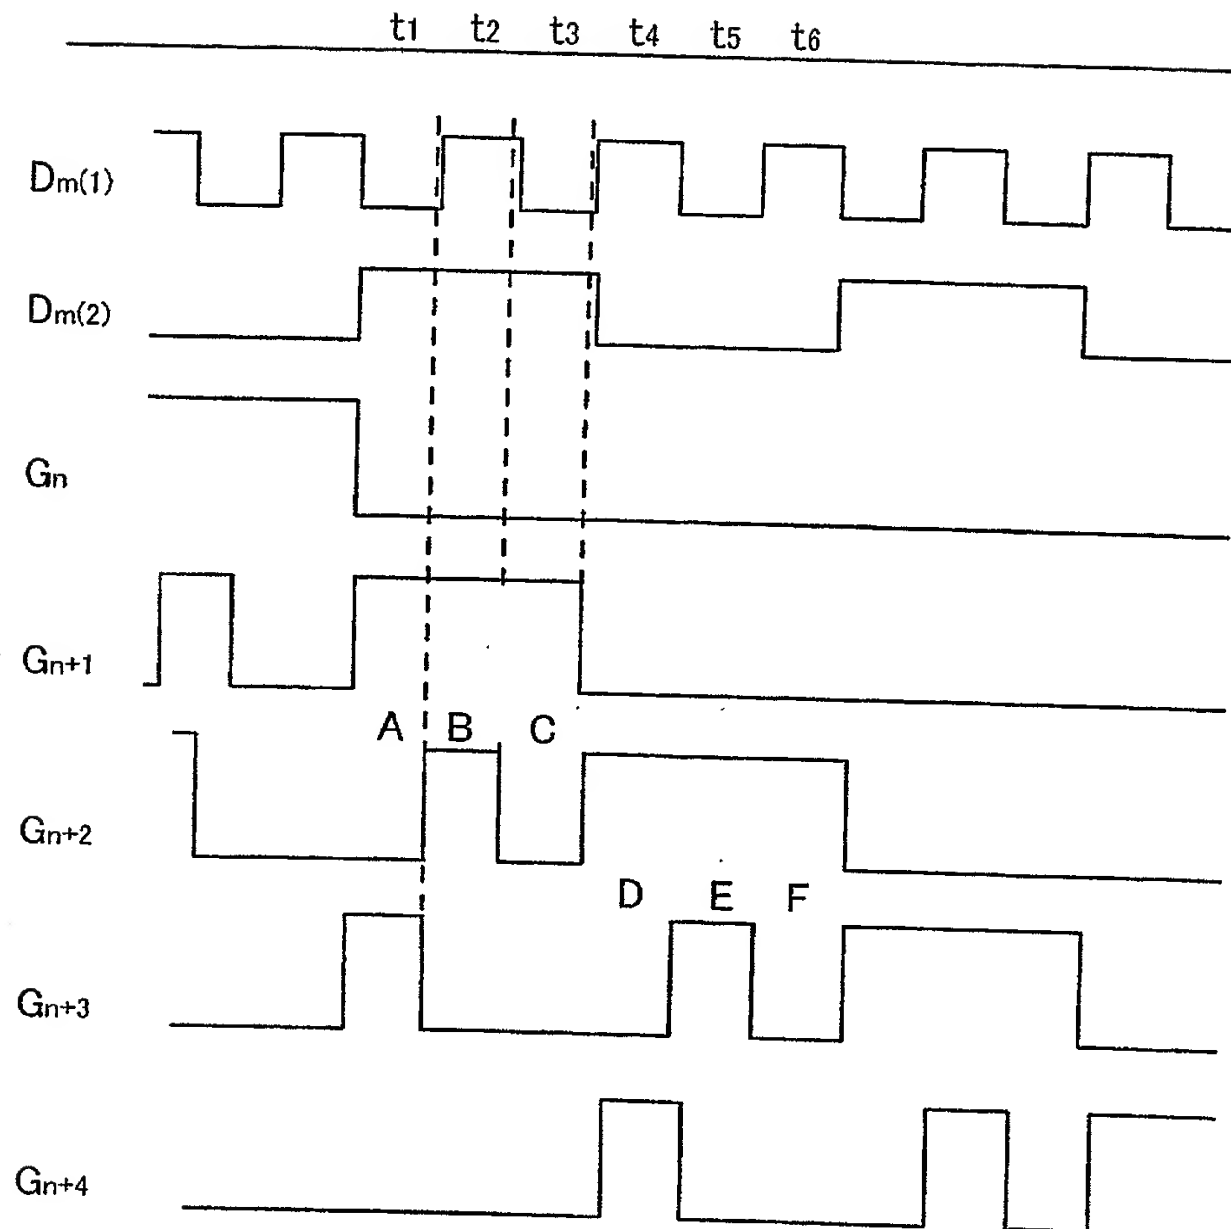 t1 t2 t3 t4 t5 t6
Dm(1)
Dm(2)
Gn
Gn+1
A B C
Gn+2
D E F
Gn+3
Gn+4